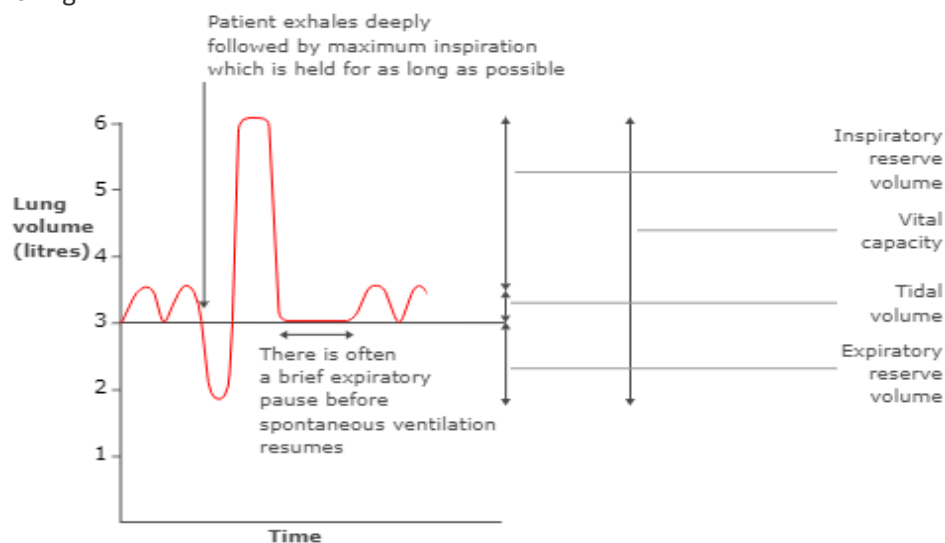 Patient exhales deeply
followed by maximum inspiration
which is held for as long as possible
6
5
4
3
2
1
Lung
volume
(litres)
There is often
a brief expiratory
pause before
spontaneous ventilation
resumes
Time
Inspiratory
reserve
volume
Vital
capacity
Tidal
volume
Expiratory
reserve
volume